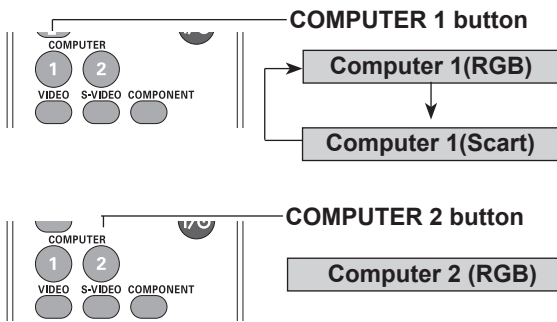 COMPUTER 1 button
COMPUTER
1 2
VIDEO S-VIDEO COMPONENT
Computer 1(RGB)
Computer 1(Scart)
COMPUTER 2 button
COMPUTER
1 2
VIDEO S-VIDEO COMPONENT
Computer 2 (RGB)